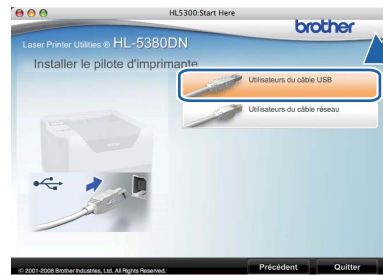 HL5300:Start Here
brother
Laser Printer Utilities ® HL-5380DN
Installer le pilote d'imprimante
Utilisateurs du câble USB
Utilisateurs du câble réseau
© 2001-2008 Brother Industries, Ltd. All Rights Reserved.
Précédent Quitter